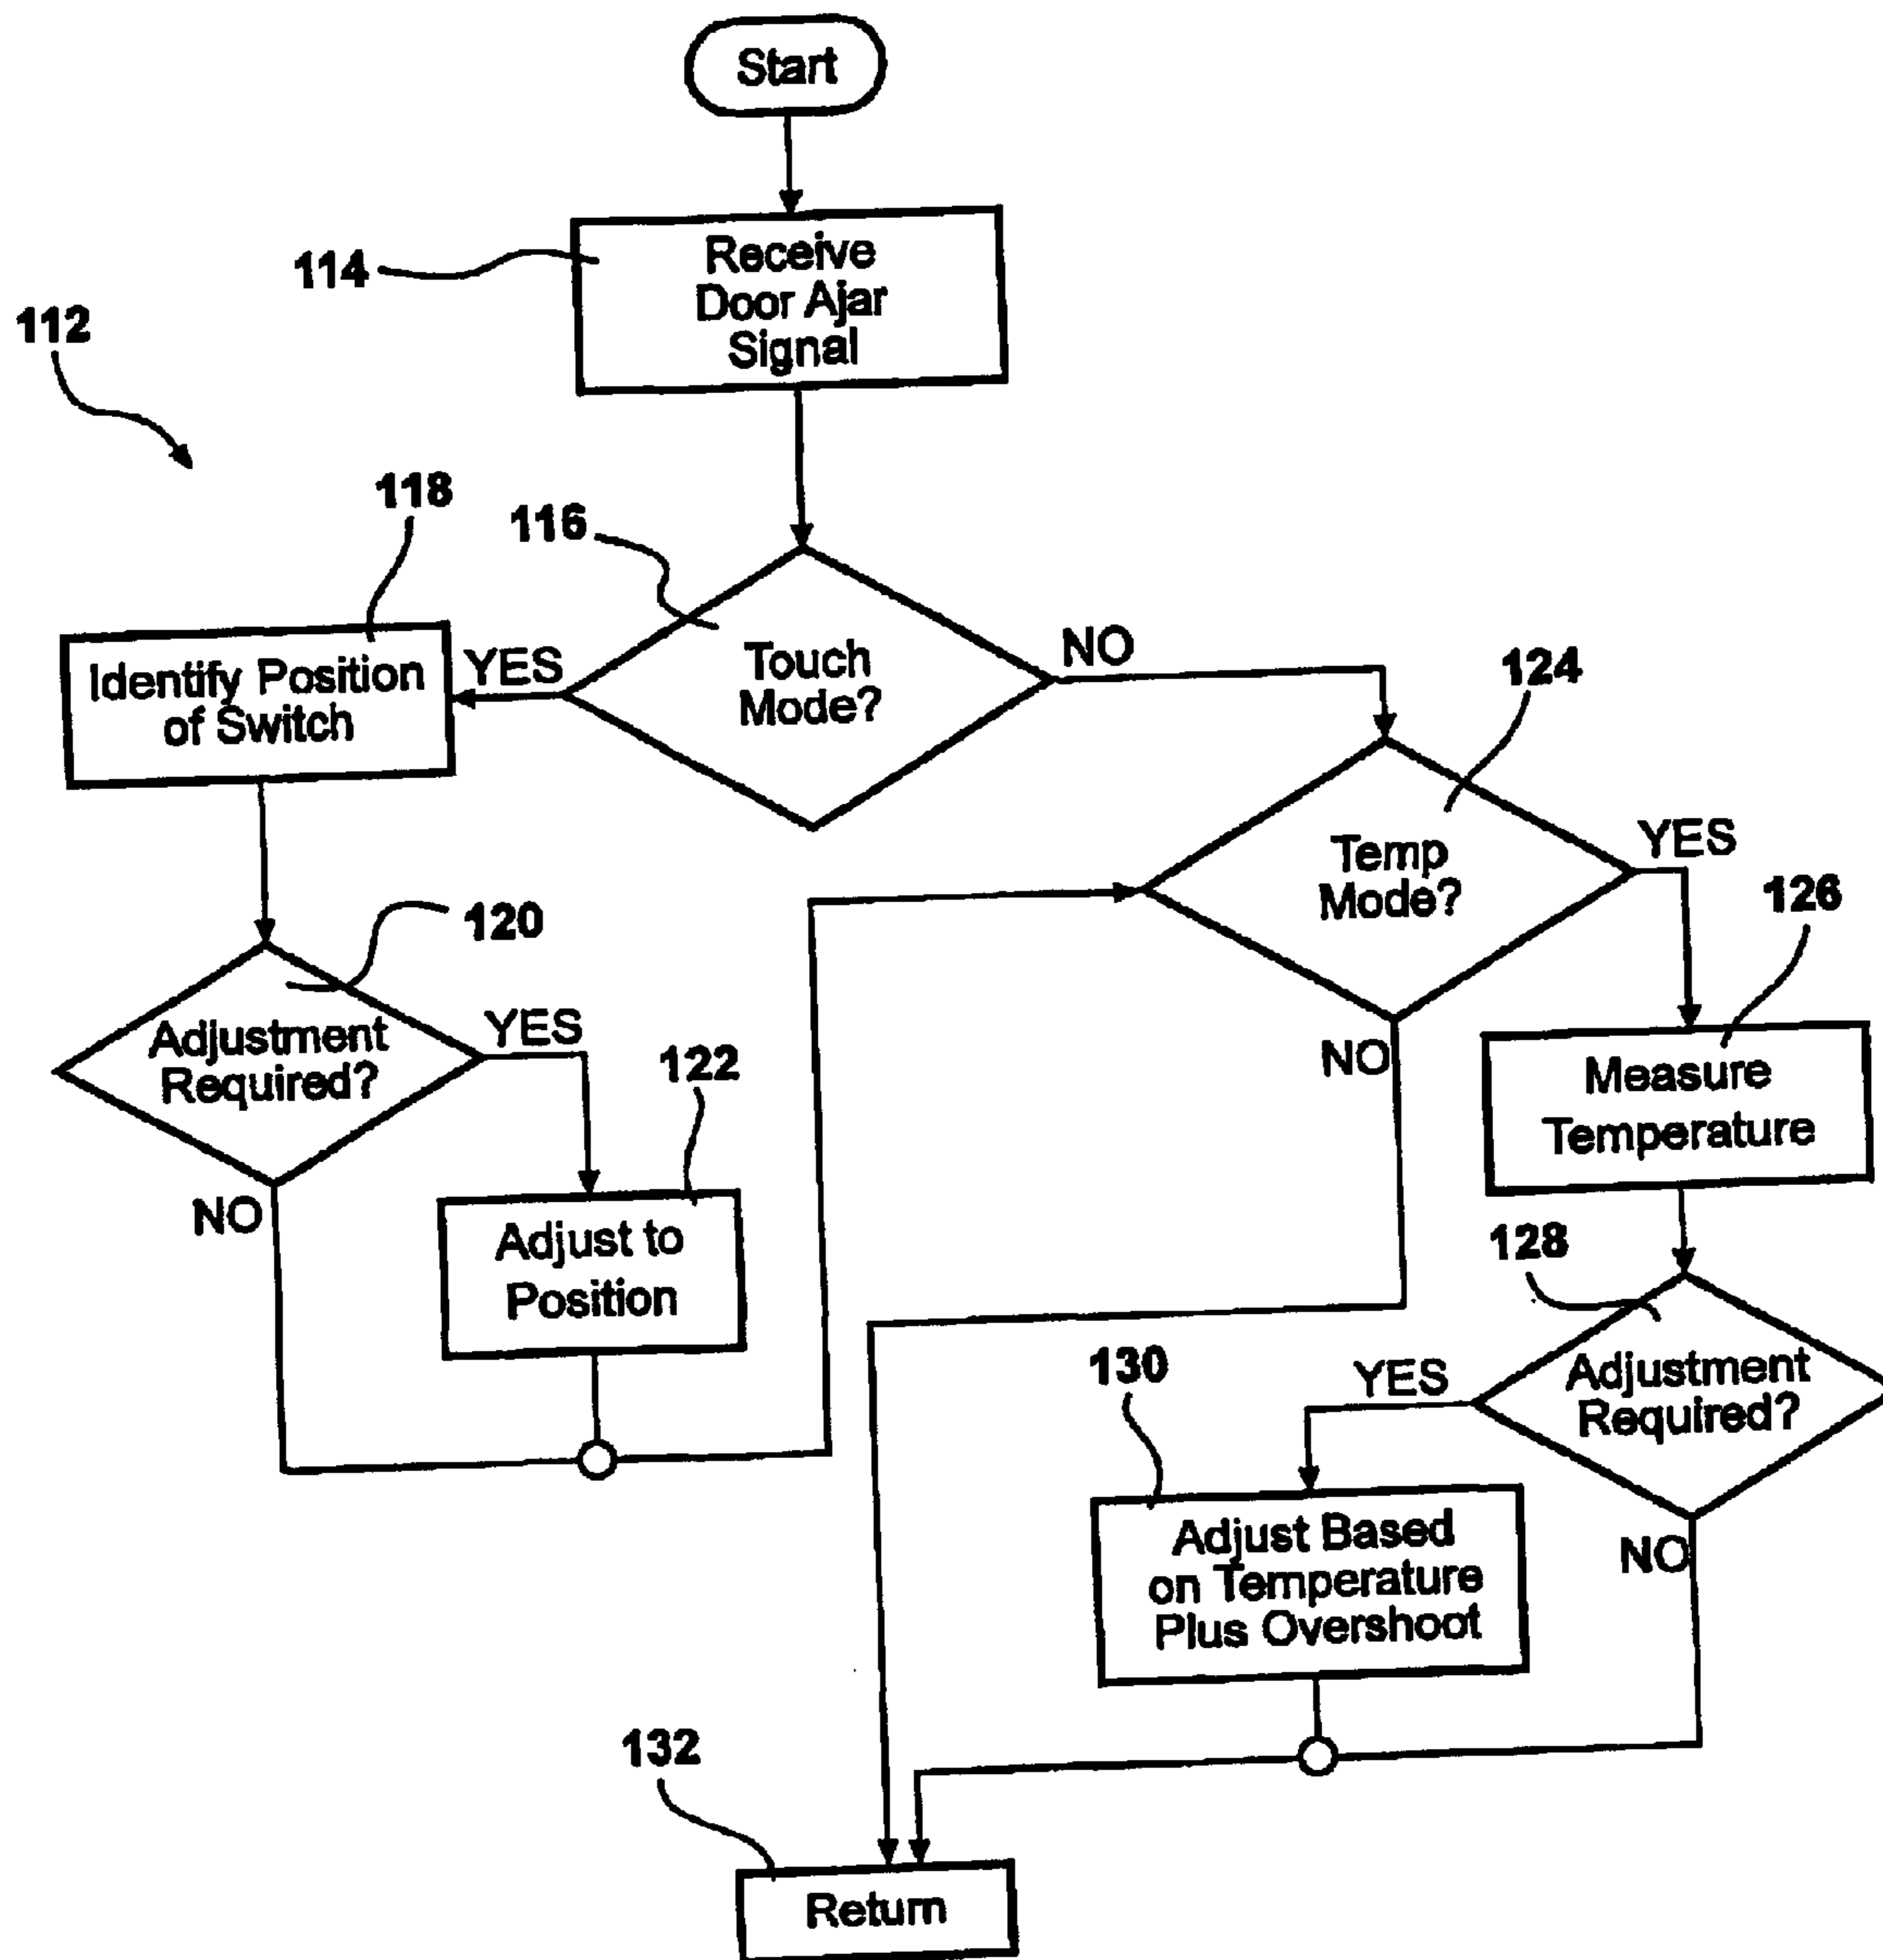 Start
114
Receive
Door Ajar
Signal
112
118
116
Identify Position
of Switch
YES
Touch
Mode?
NO
124
Temp
Mode?
YES
126
120
Adjustment
Required?
YES
122
NO
Measure
Temperature
NO
Adjust to
Position
128
130
YES
Adjustment
Required?
Adjust Based
on Temperature
Plus Overshoot
NO
132
Return